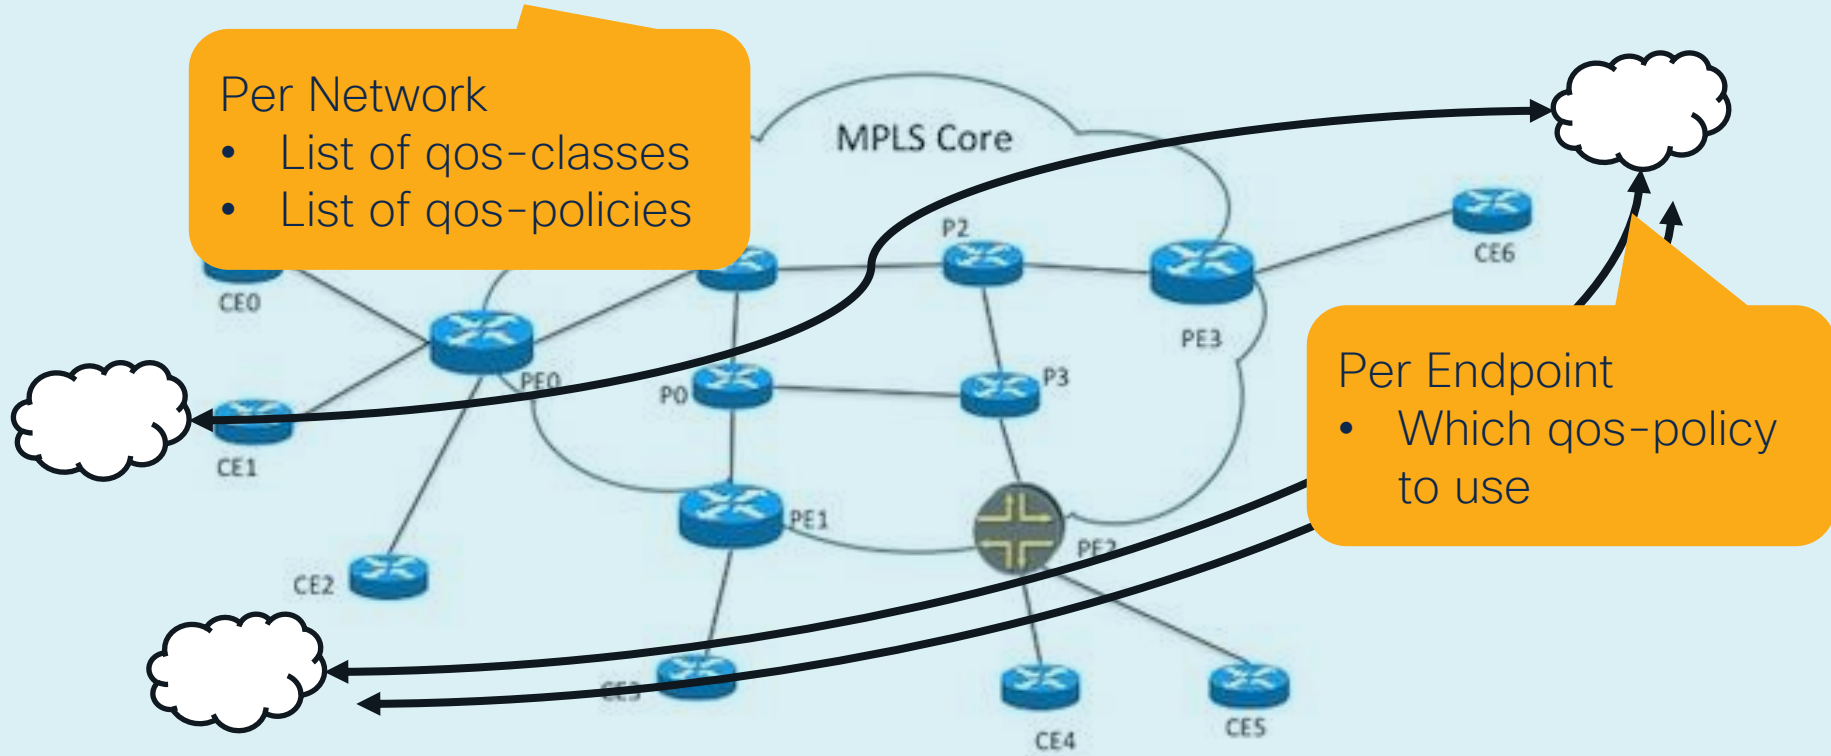 Per Network
• List of qos-classes
• List of qos-policies
MPLS Core
P2
CE6
CE0
PE3
PE0
P0
P3
Per Endpoint
• Which qos-policy
to use
CE1
PE1
PE2
CE2
CE3
CE4
CE5